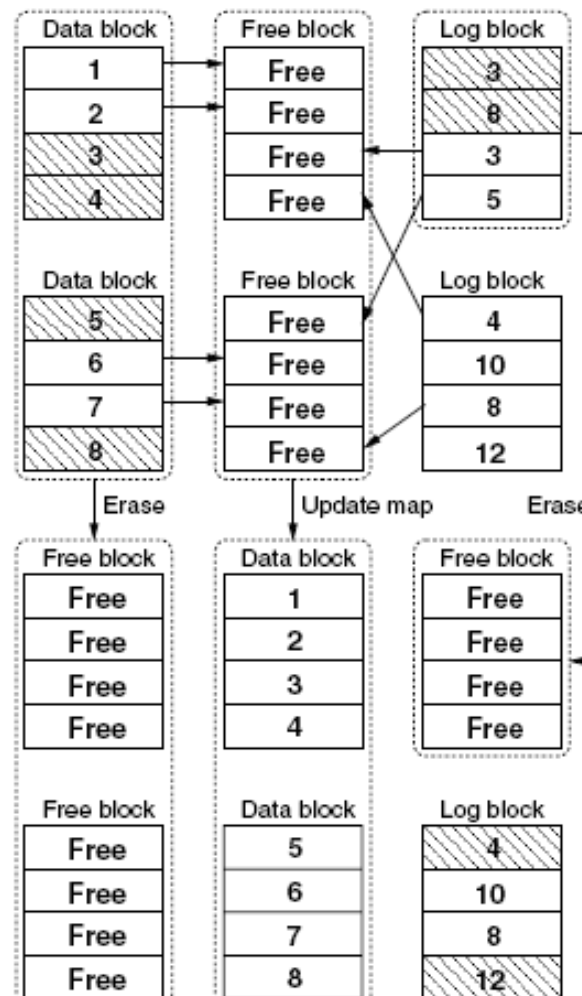 Data block Free block Log block
1 Free 3
2 Free 8
3 Free 3
4 Free 5
Data block Free block Log block
5 Free 4
6 Free 10
7 Free 8
8 Free 12
Erase Update map Erase
Free block Data block Free block
Free 1 Free
Free 2 Free
Free 3 Free
Free 4 Free
Free block Data block Log block
Free 5 4
Free 6 10
Free 7 8
Free 8 12